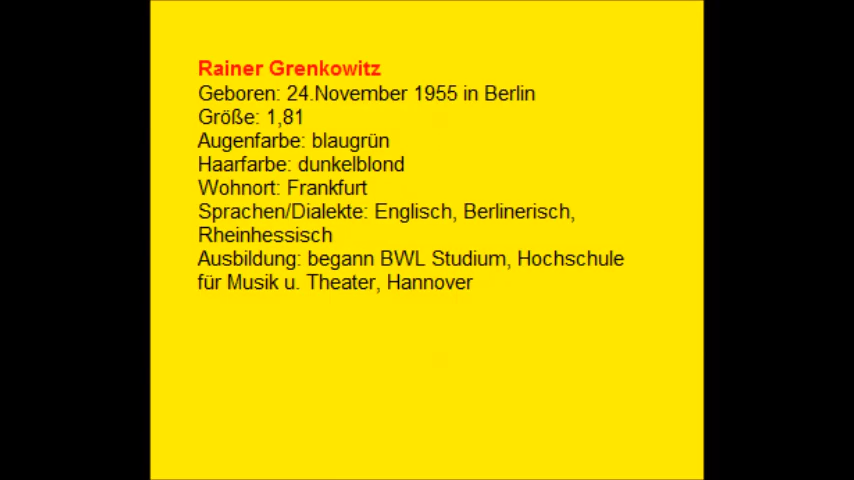 Rainer Grenkowitz
Geboren: 24.November 1955 in Berlin
Größe: 1,81
Augenfarbe: blaugrün
Haarfarbe: dunkelblond
Wohnort: Frankfurt
Sprachen/Dialekte: Englisch, Berlinerisch,
Rheinhessisch
Ausbildung: begann BWL Studium, Hochschule
für Musik u. Theater, Hannover